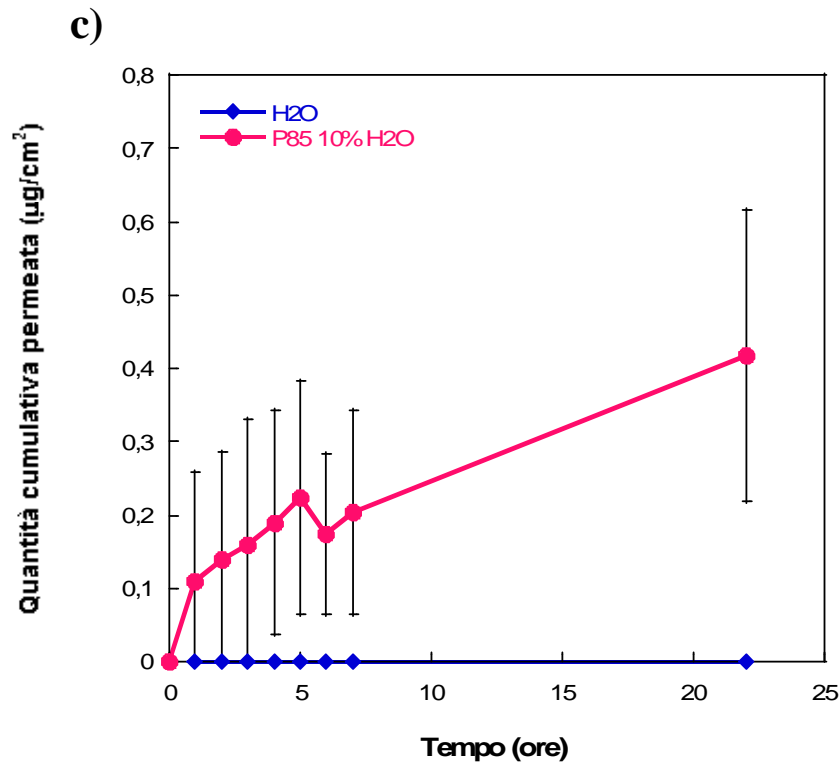 c)
0,8
0,7
0,6
0,5
0,4
0,3
0,2
0,1
0
H2O
P85 10% H2O
Quantità cumulativa permeata (µg/cm²)
0 5 10 15 20 25
Tempo (ore)